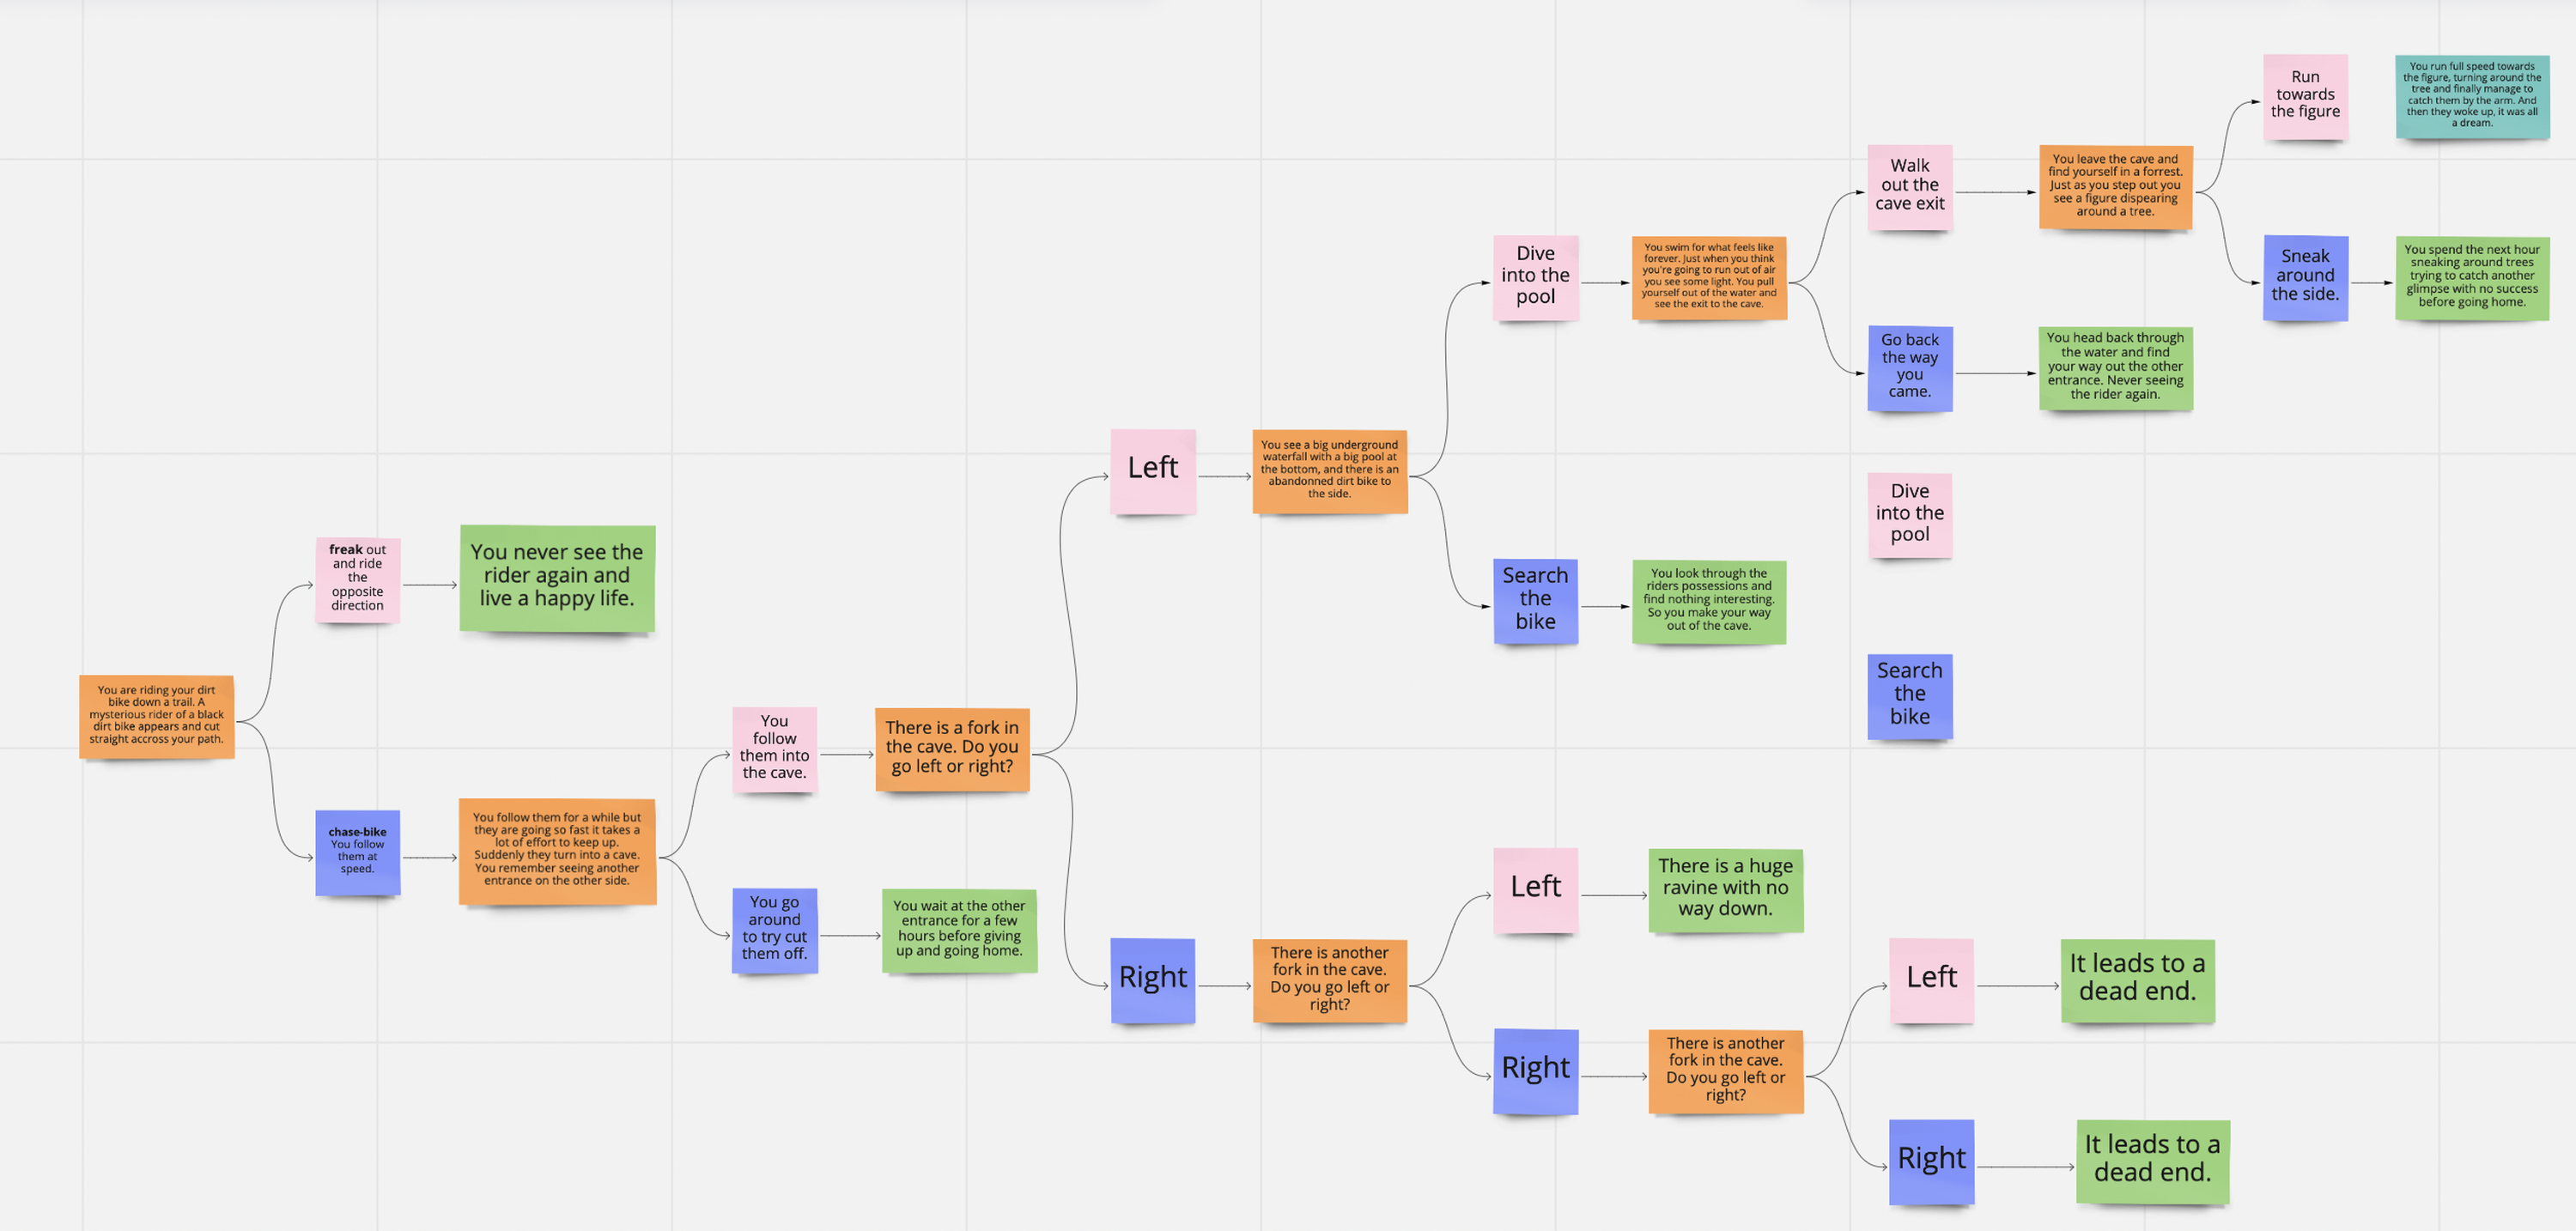 You are riding your dirt
bike down a trail. A
mysterious rider of a black
dirt bike appears and cut
straight accross your path.
freak out
and ride
the
opposite
direction
You never see the
rider again and
live a happy life.
chase-bike
You follow
them at
speed.
You follow them for a while but
they are going so fast it takes a
lot of effort to keep up.
Suddenly they turn into a cave.
You remember seeing another
entrance on the other side.
You
follow
them into
the cave.
There is a fork in
the cave. Do you
go left or right?
You go
around
to try cut
them off.
You wait at the other
entrance for a few
hours before giving
up and going home.
Left
You see a big underground
waterfall with a big pool at
the bottom, and there is an
abandonned dirt bike to
the side.
Dive
into the
pool
You swim for what feels like
forever. Just when you think
you're going to run out of air
you see some light. You pull
yourself out of the water and
see the exit to the cave.
Walk
out the
cave exit
You leave the cave and
find yourself in a forrest.
Just as you step out you
see a figure dispearing
around a tree.
Run
towards
the figure
You run full speed towards
the figure, turning around the
tree and finally manage to
catch them by the arm. And
then they woke up, it was all
a dream.
Sneak
around
the side.
You spend the next hour
sneaking around trees
trying to catch another
glimpse with no success
before going home.
Go back
the way
you
came.
You head back through
the water and find
your way out the other
entrance. Never seeing
the rider again.
Search
the
bike
You look through the
riders possessions and
find nothing interesting.
So you make your way
out of the cave.
Dive
into the
pool
Search
the
bike
Right
There is another
fork in the cave.
Do you go left or
right?
Left
There is a huge
ravine with no
way down.
Right
There is another
fork in the cave.
Do you go left or
right?
Left
It leads to a
dead end.
Right
It leads to a
dead end.